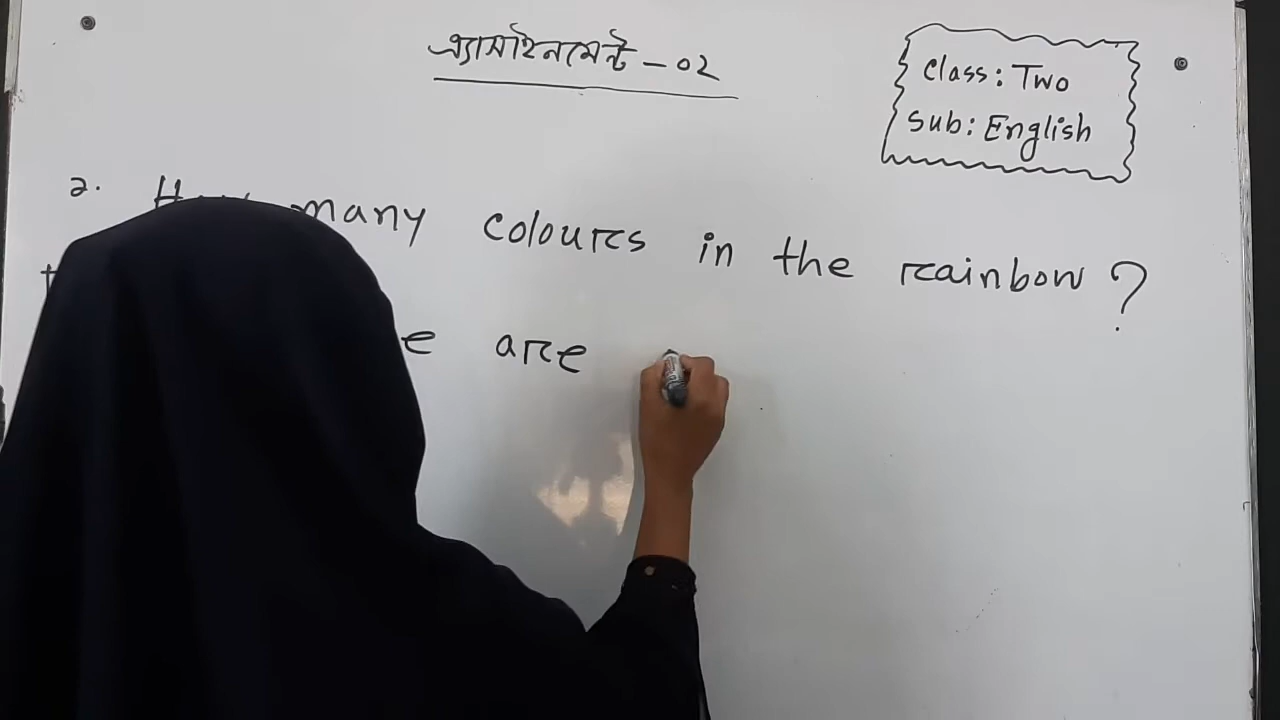 এ্যাসাইনমেন্ট - ০২
Class: Two
Sub: English
২. many colours in the rainbow?
are